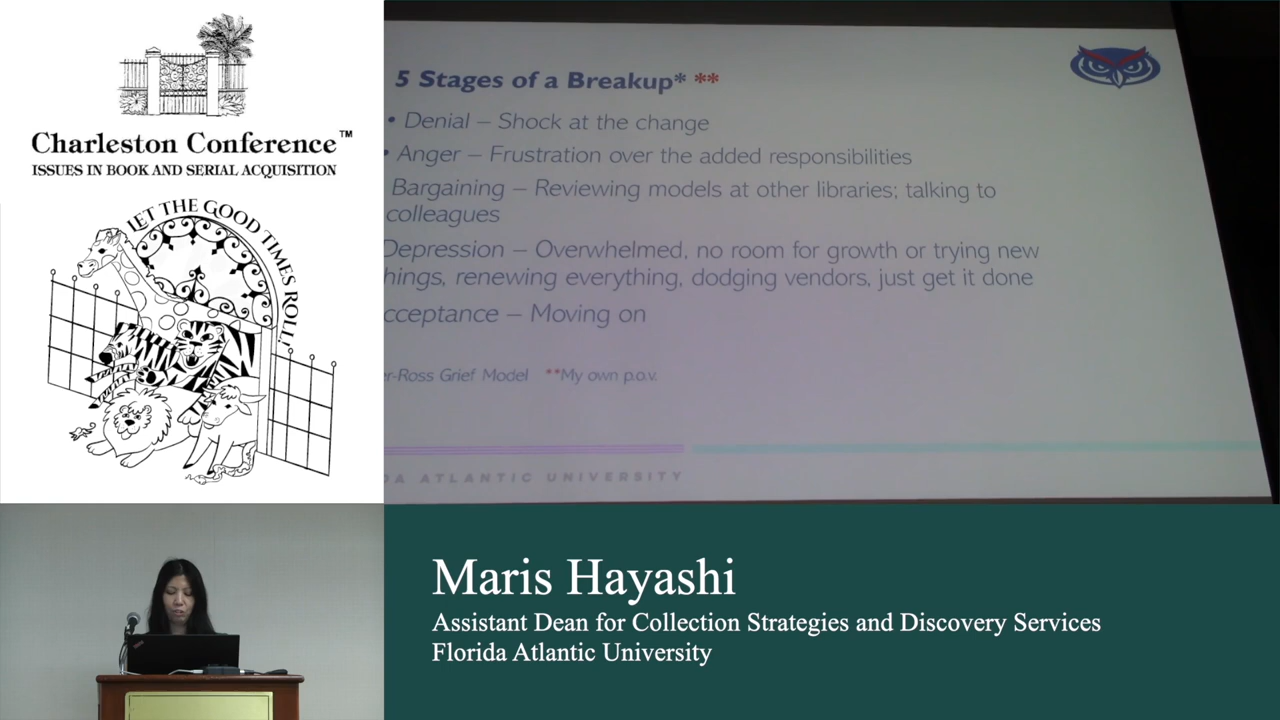 Charleston Conference™
ISSUES IN BOOK AND SERIAL ACQUISITION
LET THE GOOD TIMES ROLL!
5 Stages of a Breakup* **
• Denial – Shock at the change
• Anger – Frustration over the added responsibilities
Bargaining – Reviewing models at other libraries; talking to
colleagues
Depression – Overwhelmed, no room for growth or trying new
hings, renewing everything, dodging vendors, just get it done
cceptance – Moving on
er-Ross Grief Model **My own p.o.v.
DA ATLANTIC UNIVERSITY
Maris Hayashi
Assistant Dean for Collection Strategies and Discovery Services
Florida Atlantic University